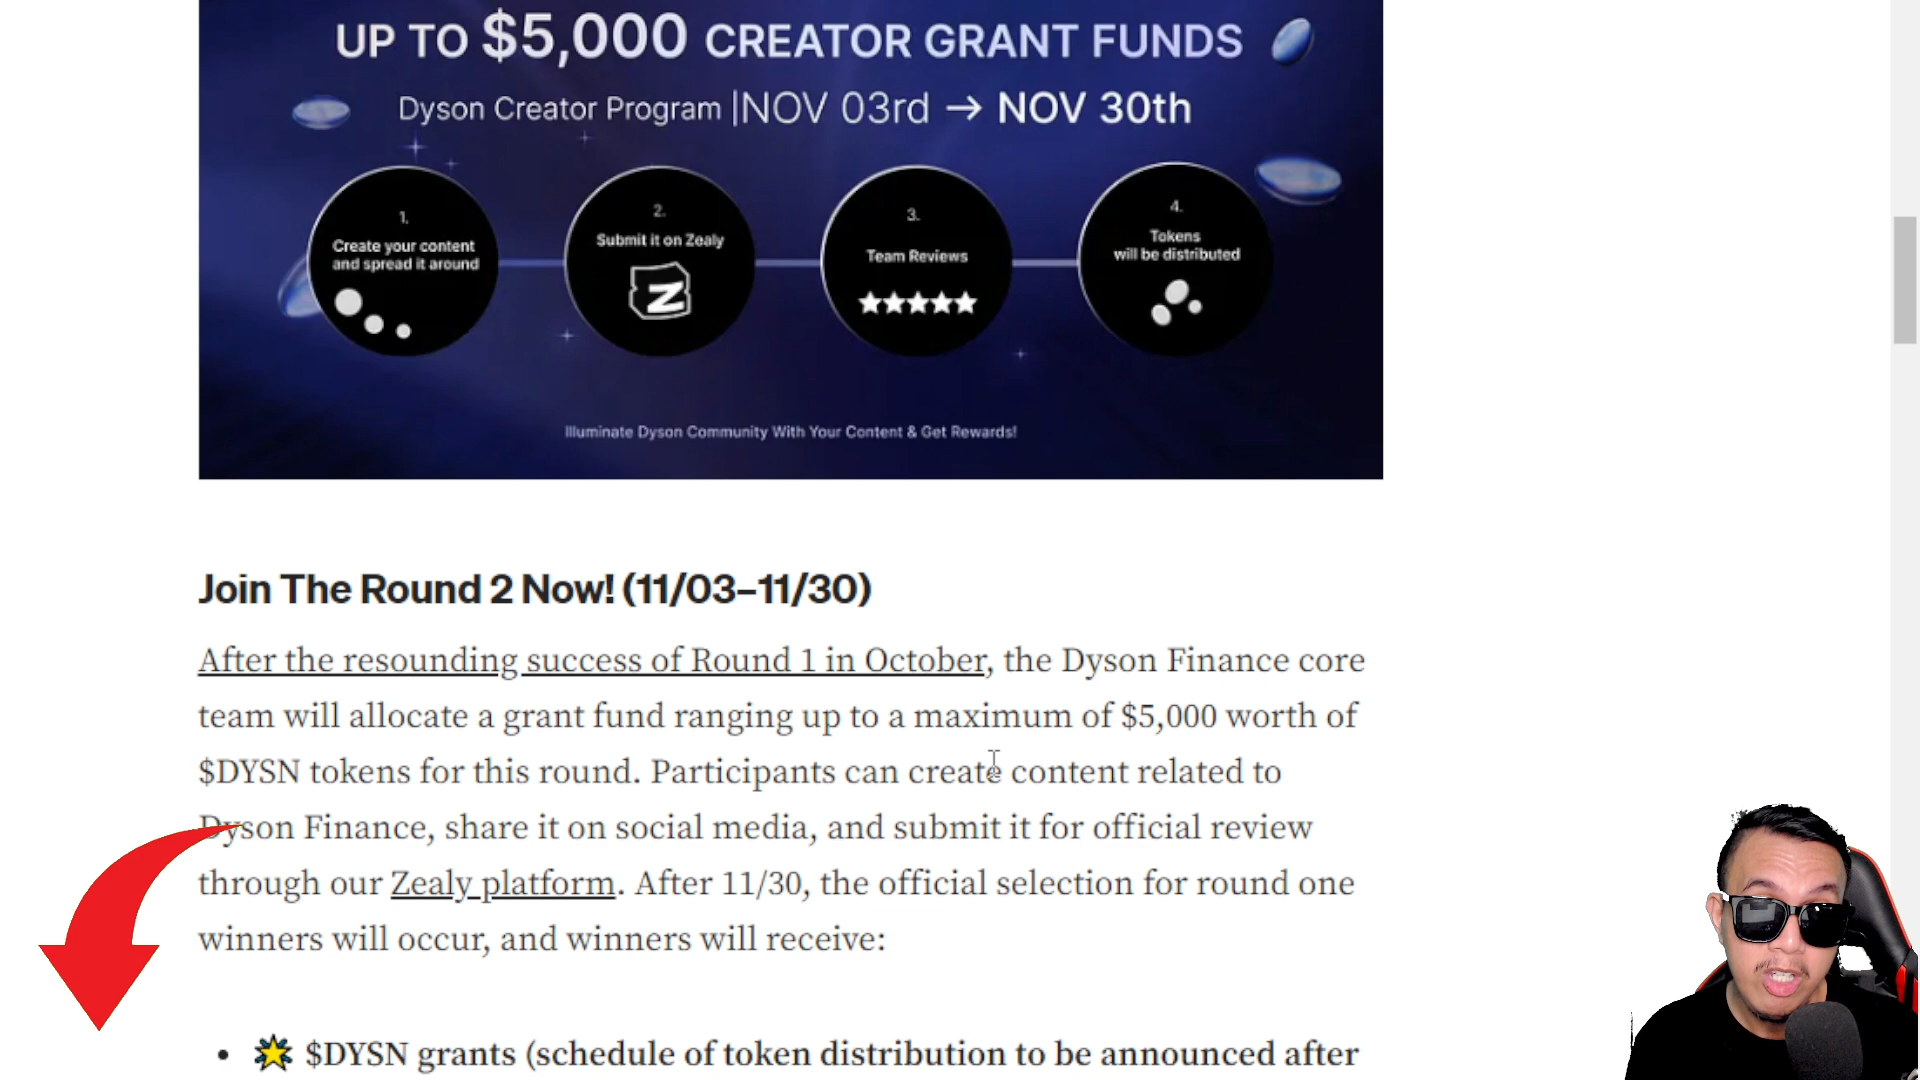 UP TO $5,000 CREATOR GRANT FUNDS
Dyson Creator Program |NOV 03rd → NOV 30th
1.
Create your content
and spread it around
2.
Submit it on Zealy
Z
3.
Team Reviews
4.
Tokens
will be distributed
Illuminate Dyson Community With Your Content & Get Rewards!
Join The Round 2 Now! (11/03–11/30)
After the resounding success of Round 1 in October, the Dyson Finance core
team will allocate a grant fund ranging up to a maximum of $5,000 worth of
$DYSN tokens for this round. Participants can create content related to
Dyson Finance, share it on social media, and submit it for official review
through our Zealy platform. After 11/30, the official selection for round one
winners will occur, and winners will receive:
• 🌟 $DYSN grants (schedule of token distribution to be announced after